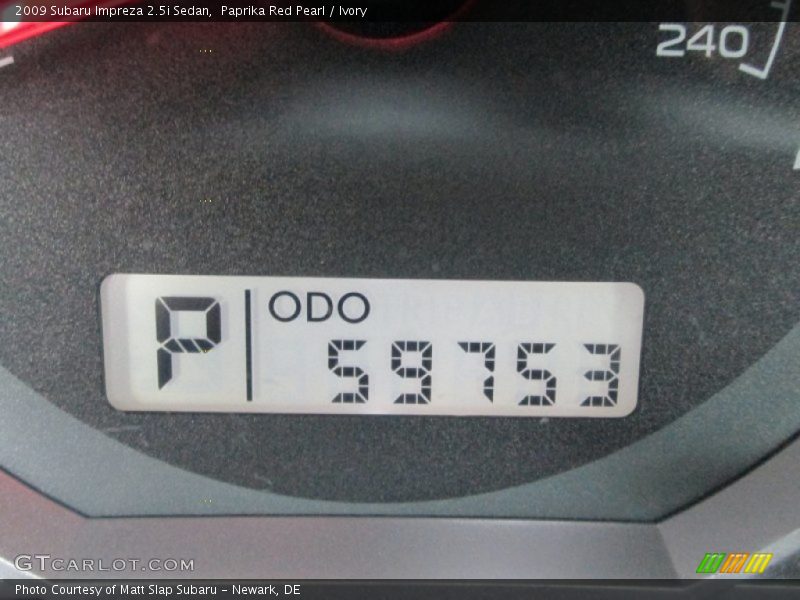 2009 Subaru Impreza 2.5i Sedan,  Paprika Red Pearl / Ivory
240
P ODO
59753
GTCARLOT.COM
Photo Courtesy of Matt Slap Subaru - Newark, DE